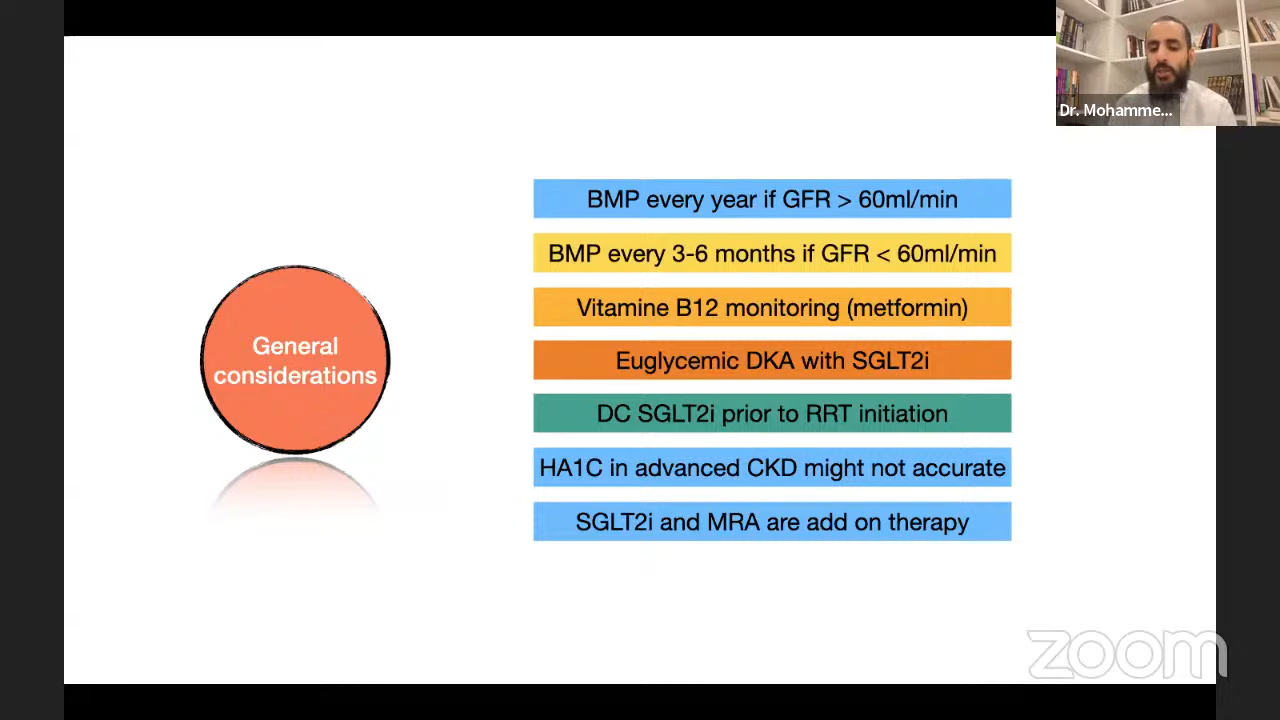 Dr. Mohamme...
BMP every year if GFR > 60ml/min
BMP every 3-6 months if GFR < 60ml/min
Vitamine B12 monitoring (metformin)
Euglycemic DKA with SGLT2i
DC SGLT2i prior to RRT initiation
HA1C in advanced CKD might not accurate
SGLT2i and MRA are add on therapy
General
considerations
zoom